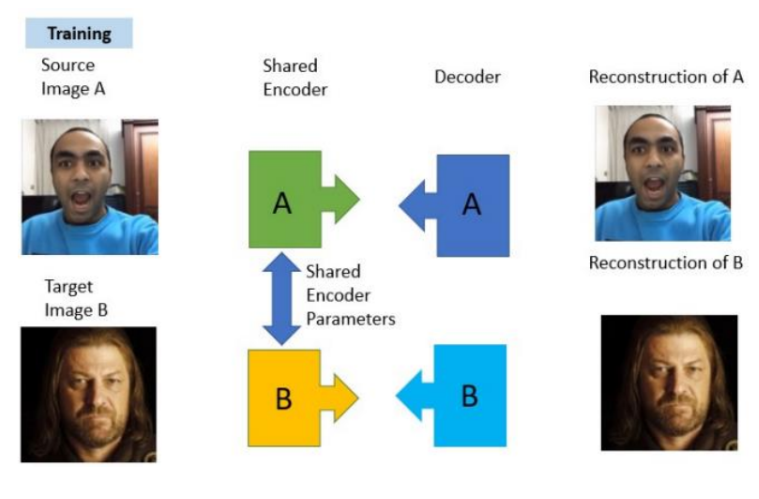 Training
Source
Image A
Shared
Encoder
Decoder
Reconstruction of A
A
A
Reconstruction of B
Shared
Encoder
Parameters
Target
Image B
B
B